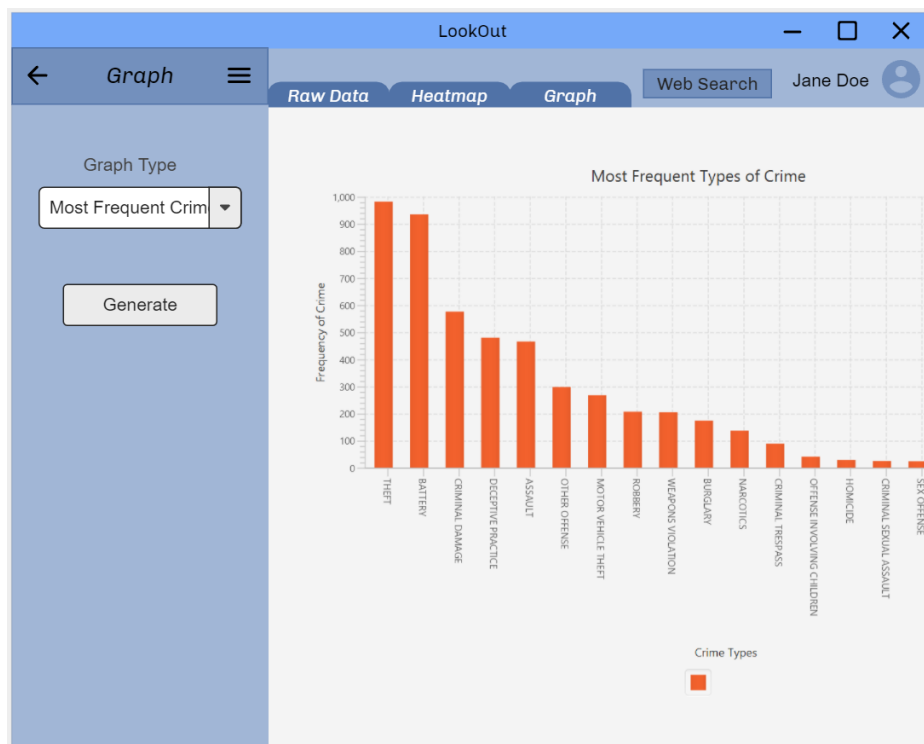 LookOut
Graph
Raw Data
Heatmap
Graph
Web Search
Jane Doe
Graph Type
Most Frequent Crim
Generate
Most Frequent Types of Crime
Frequency of Crime
1,000
900
800
700
600
500
400
300
200
100
0
THEFT
BATTERY
CRIMINAL DAMAGE
DECEPTIVE PRACTICE
ASSAULT
OTHER OFFENSE
MOTOR VEHICLE THEFT
ROBBERY
WEAPONS VIOLATION
BURGLARY
NARCOTICS
CRIMINAL TRESPASS
OFFENSE INVOLVING CHILDREN
HOMICIDE
CRIMINAL SEXUAL ASSAULT
SEX OFFENSE
Crime Types